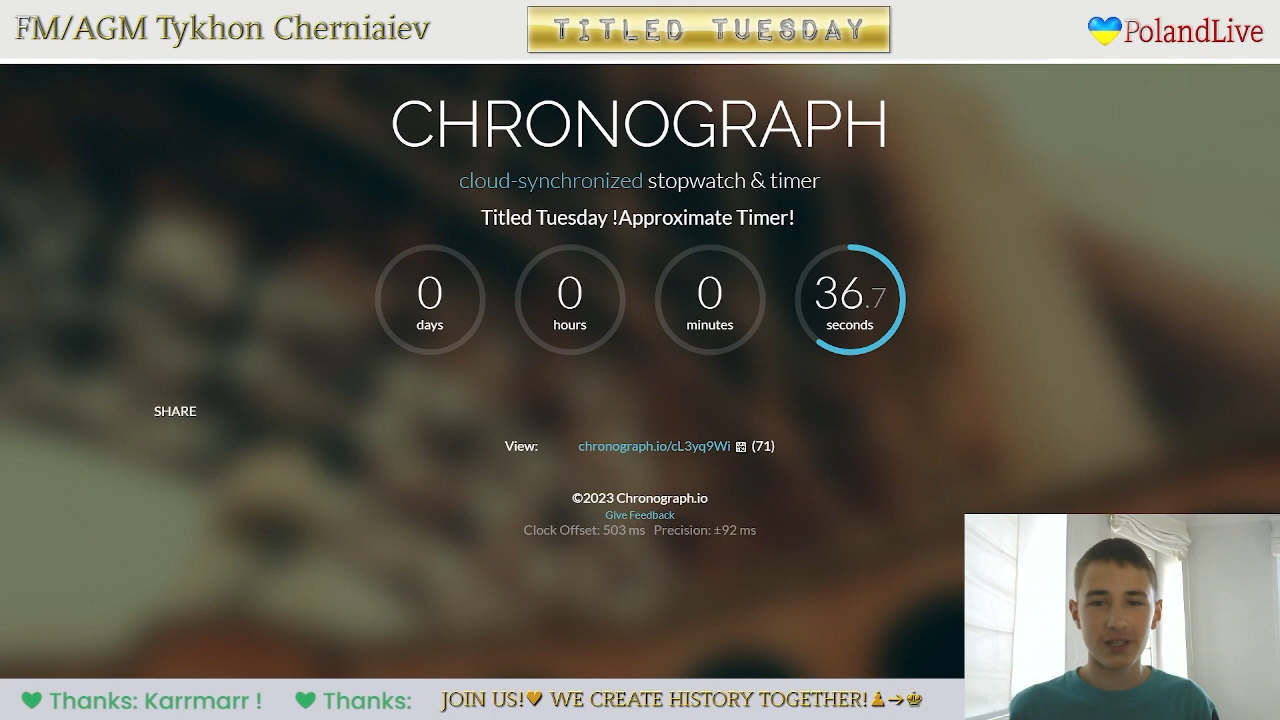 FM/AGM Tykhon Cherniaiev
TITLED TUESDAY
PolandLive
CHRONOGRAPH
cloud-synchronized stopwatch & timer
Titled Tuesday !Approximate Timer!
0 days
0 hours
0 minutes
36.7 seconds
SHARE
View: chronograph.io/cL3yq9Wi (71)
©2023 Chronograph.io
Give Feedback
Clock Offset: 503 ms Precision: ±92 ms
Thanks: Karrmarr !
Thanks:
JOIN US!🧡 WE CREATE HISTORY TOGETHER!♟➔♚